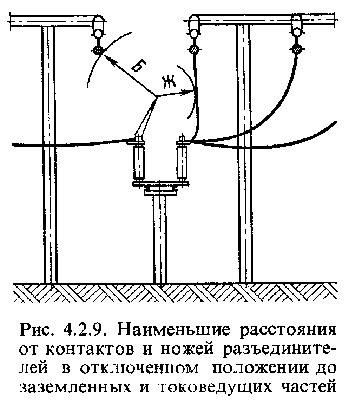 Б
Ж
Рис. 4.2.9. Наименьшие расстояния
от контактов и ножей разъедините-
лей в отключенном положении до
заземленных и токоведущих частей